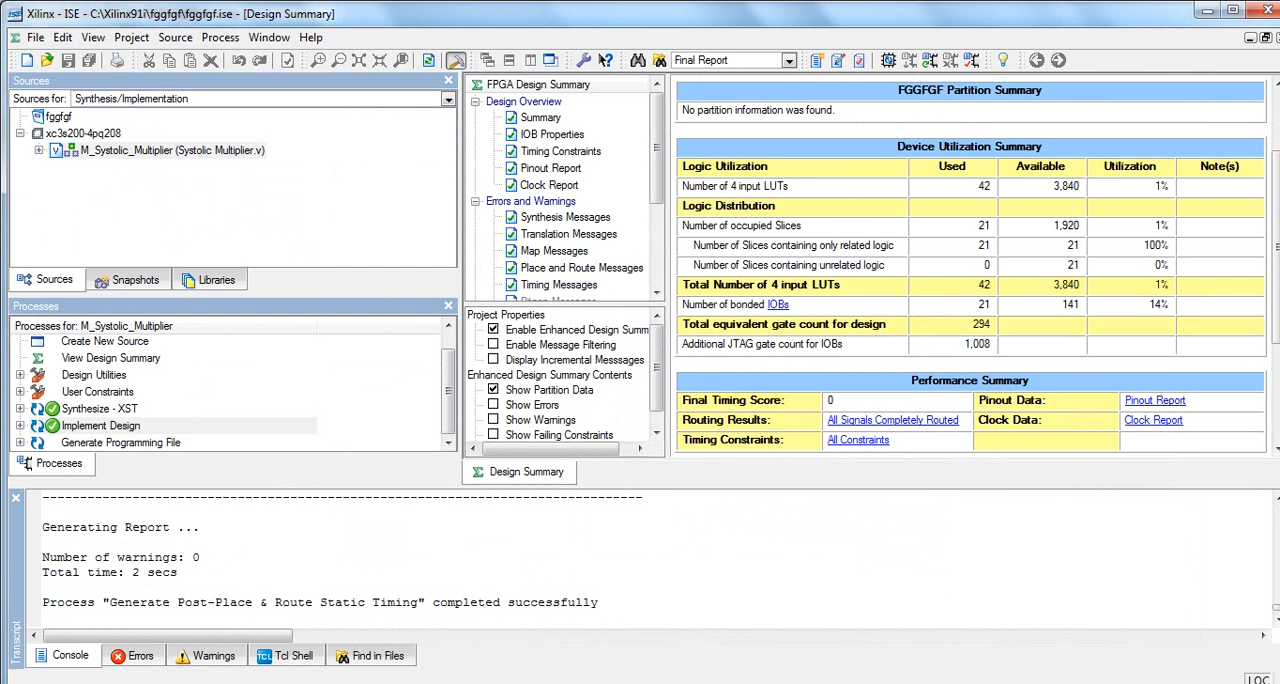 Xilinx - ISE - C:\Xilinx91i\fggfgf\fggfgf.ise - [Design Summary]
File Edit View Project Source Process Window Help
Final Report
Sources
Sources for: Synthesis/Implementation
fggfgf
xc3s200-4pq208
M_Systolic_Multiplier (Systolic Multiplier.v)
Sources Snapshots Libraries
Processes
Processes for: M_Systolic_Multiplier
Create New Source
View Design Summary
Design Utilities
User Constraints
Synthesize - XST
Implement Design
Generate Programming File
Processes
FPGA Design Summary
Design Overview
Summary
IOB Properties
Timing Constraints
Pinout Report
Clock Report
Errors and Warnings
Synthesis Messages
Translation Messages
Map Messages
Place and Route Messages
Timing Messages
Project Properties
Enable Enhanced Design Summ
Enable Message Filtering
Display Incremental Messages
Enhanced Design Summary Contents
Show Partition Data
Show Errors
Show Warnings
Show Failing Constraints
Design Summary
FGGFGF Partition Summary
No partition information was found.
Device Utilization Summary
Logic Utilization Used Available Utilization Note(s)
Number of 4 input LUTs 42 3,840 1%
Logic Distribution
Number of occupied Slices 21 1,920 1%
Number of Slices containing only related logic 21 21 100%
Number of Slices containing unrelated logic 0 21 0%
Total Number of 4 input LUTs 42 3,840 1%
Number of bonded IOBs 21 141 14%
Total equivalent gate count for design 294
Additional JTAG gate count for IOBs 1,008
Performance Summary
Final Timing Score: 0 Pinout Data: Pinout Report
Routing Results: All Signals Completely Routed Clock Data: Clock Report
Timing Constraints: All Constraints
Generating Report ...
Number of warnings: 0
Total time: 2 secs
Process "Generate Post-Place & Route Static Timing" completed successfully
Transcript
Console Errors Warnings Tcl Shell Find in Files